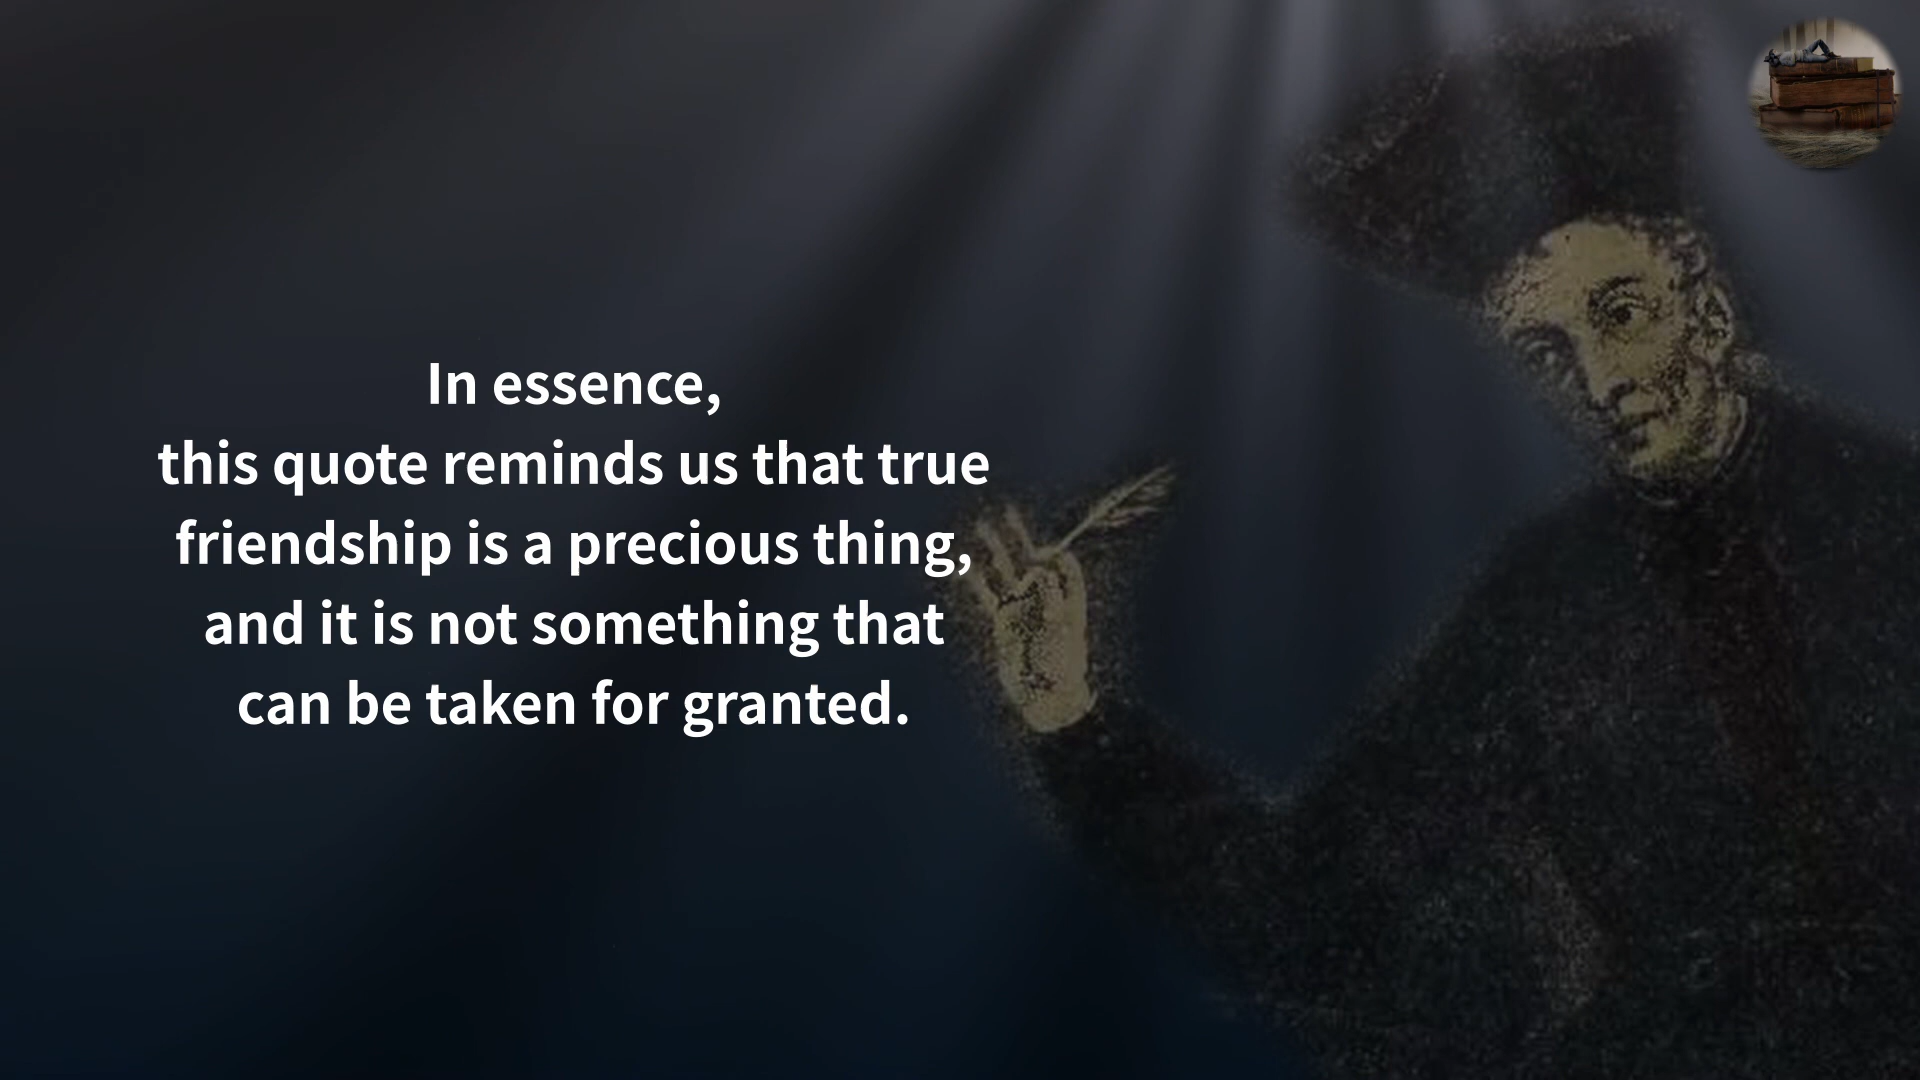 In essence,
this quote reminds us that true
friendship is a precious thing,
and it is not something that
can be taken for granted.